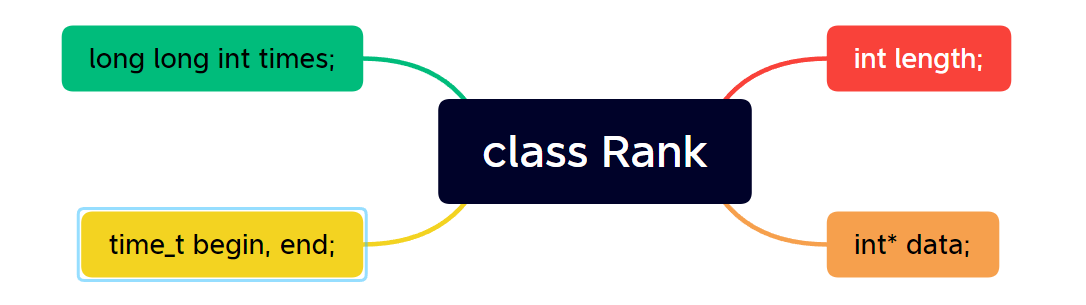 long long int times;
int length;
class Rank
time_t begin, end;
int* data;